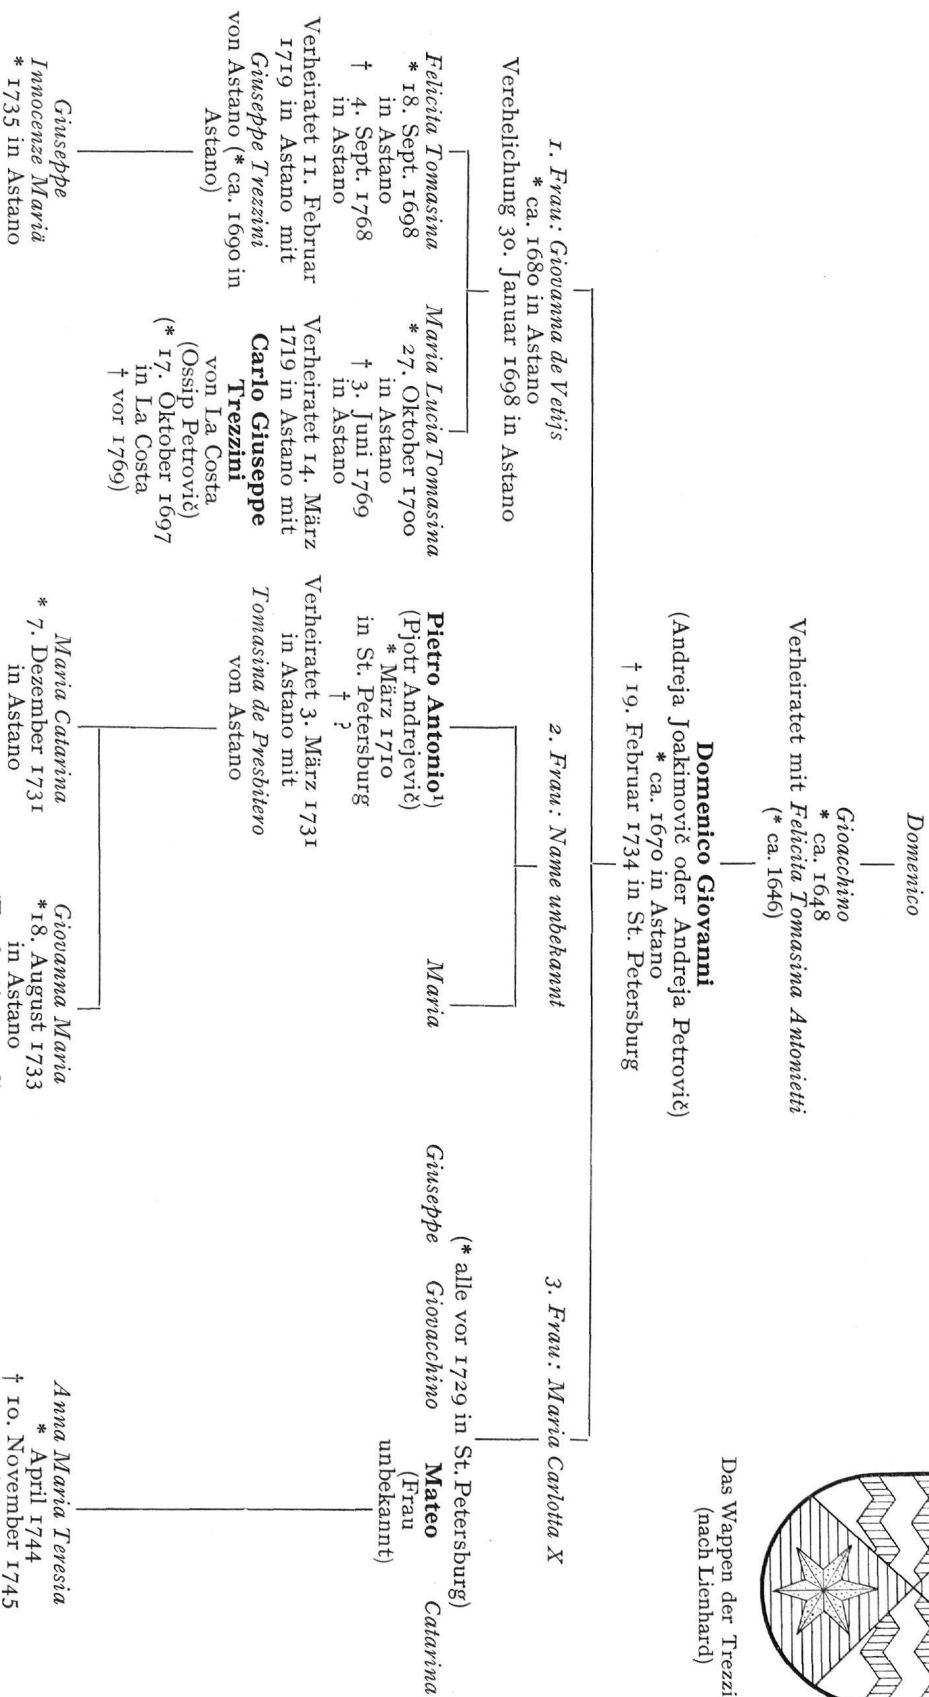 Domenico
Gioacchino
* ca. 1648
Verheiratet mit Felicita Tomasina Antonietti
(* ca. 1646)
Domenico Giovanni
(Andreja Joakimovič oder Andreja Petrovič)
* ca. 1670 in Astano
† 19. Februar 1734 in St. Petersburg
Das Wappen der Trezzi
(nach Lienhard)
1. Frau: Giovanna de Vetijs
* ca. 1680 in Astano
Verehelichung 30. Januar 1698 in Astano
2. Frau: Name unbekannt
3. Frau: Maria Carlotta X
(* alle vor 1729 in St. Petersburg)
Felicita Tomasina
* 18. Sept. 1698
in Astano
† 4. Sept. 1768
in Astano
Verheiratet 11. Februar
1719 in Astano mit
Giuseppe Trezzini
von Astano (* ca. 1690 in
Astano)
Maria Lucia Tomasina
* 27. Oktober 1700
in Astano
† 3. Juni 1769
in Astano
Verheiratet 14. März
1719 in Astano mit
Carlo Giuseppe
Trezzini
von La Costa
(Ossip Petrovič)
(* 17. Oktober 1697
in La Costa
† vor 1769)
Pietro Antonio¹)
(Pjotr Andrejevič)
* März 1710
in St. Petersburg
† ?
Verheiratet 3. März 1731
in Astano mit
Tomasina de Presbitero
von Astano
Maria
Giuseppe Giovacchino Mateo Catarina
(Frau
unbekannt)
Giuseppe
Innocenze Mariä
* 1735 in Astano
Maria Catarina
* 7. Dezember 1731
in Astano
Giovanna Maria
*18. August 1733
in Astano
Anna Maria Teresia
* April 1744
† 10. November 1745